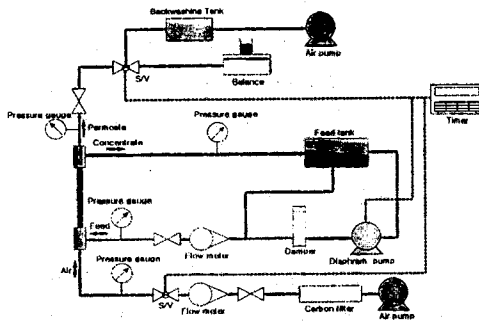 Backwashing Tank
Air pump
S/V
Balance
Pressure gauge
Permeate
Pressure gauge
Feed tank
Timer
Concentrate
Pressure gauge
Feed
Flow meter
Damper
Diaphram pump
Air
Pressure gauge
S/V
Flow meter
Carbon filter
Air pump